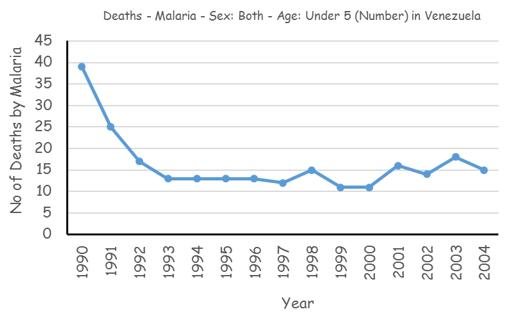 Deaths - Malaria - Sex: Both - Age: Under 5 (Number) in Venezuela
No of Deaths by Malaria
45
40
35
30
25
20
15
10
5
0
1990 1991 1992 1993 1994 1995 1996 1997 1998 1999 2000 2001 2002 2003 2004
Year